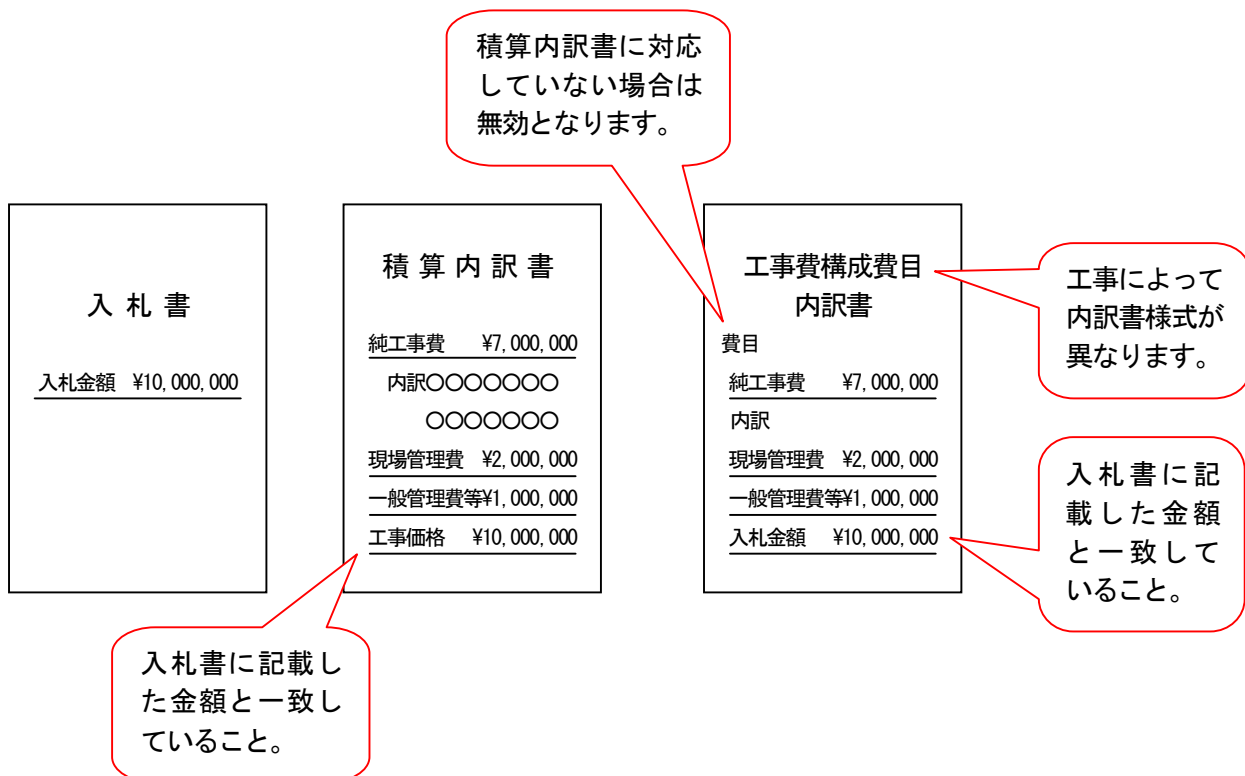 積算内訳書に対応
していない場合は
無効となります。
入札書
入札金額 ¥10,000,000
積算内訳書
純工事費 ¥7,000,000
内訳○○○○○○○
○○○○○○○
現場管理費 ¥2,000,000
一般管理費等¥1,000,000
工事価格 ¥10,000,000
工事費構成費目
内訳書
費目
純工事費 ¥7,000,000
内訳
現場管理費 ¥2,000,000
一般管理費等¥1,000,000
入札金額 ¥10,000,000
工事によって
内訳書様式が
異なります。
入札書に記
載した金額
と一致して
いること。
入札書に記載し
た金額と一致し
ていること。